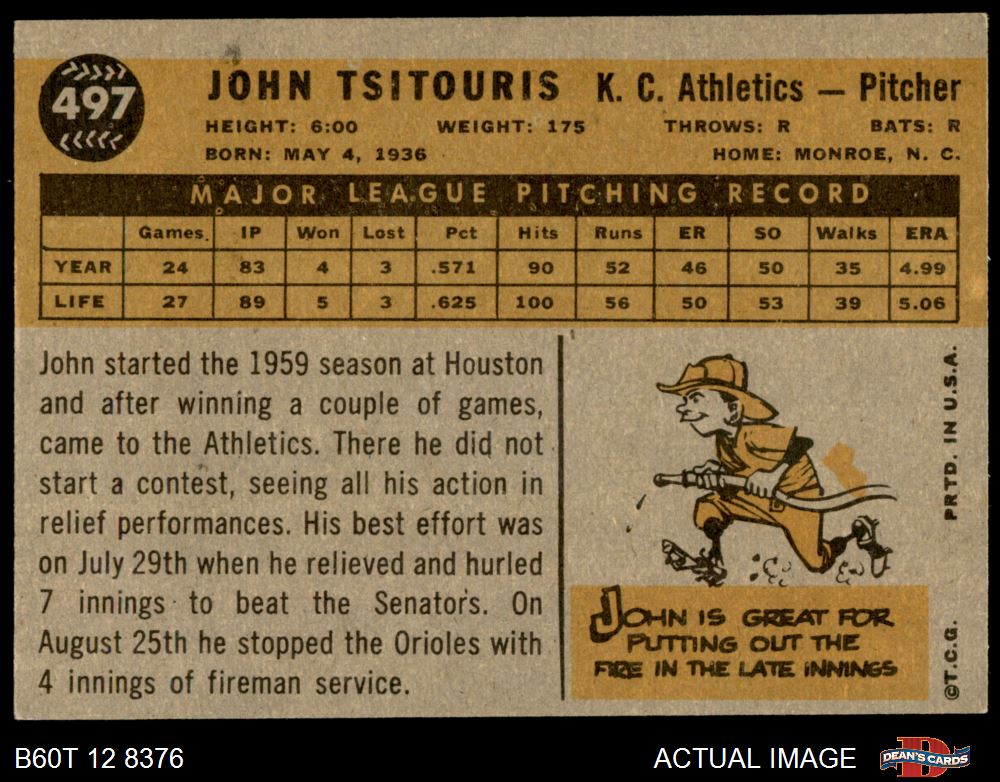 497
JOHN TSITOURIS K. C. Athletics — Pitcher
HEIGHT: 6:00 WEIGHT: 175 THROWS: R BATS: R
BORN: MAY 4, 1936 HOME: MONROE, N. C.
MAJOR LEAGUE PITCHING RECORD
Games IP Won Lost Pct Hits Runs ER SO Walks ERA
YEAR 24 83 4 3 .571 90 52 46 50 35 4.99
LIFE 27 89 5 3 .625 100 56 50 53 39 5.06
John started the 1959 season at Houston
and after winning a couple of games,
came to the Athletics. There he did not
start a contest, seeing all his action in
relief performances. His best effort was
on July 29th when he relieved and hurled
7 innings to beat the Senators. On
August 25th he stopped the Orioles with
4 innings of fireman service.
JOHN IS GREAT FOR
PUTTING OUT THE
FIRE IN THE LATE INNINGS
©T.C.G. PRTD. IN U.S.A.
B60T 12 8376 ACTUAL IMAGE DEAN'S CARDS